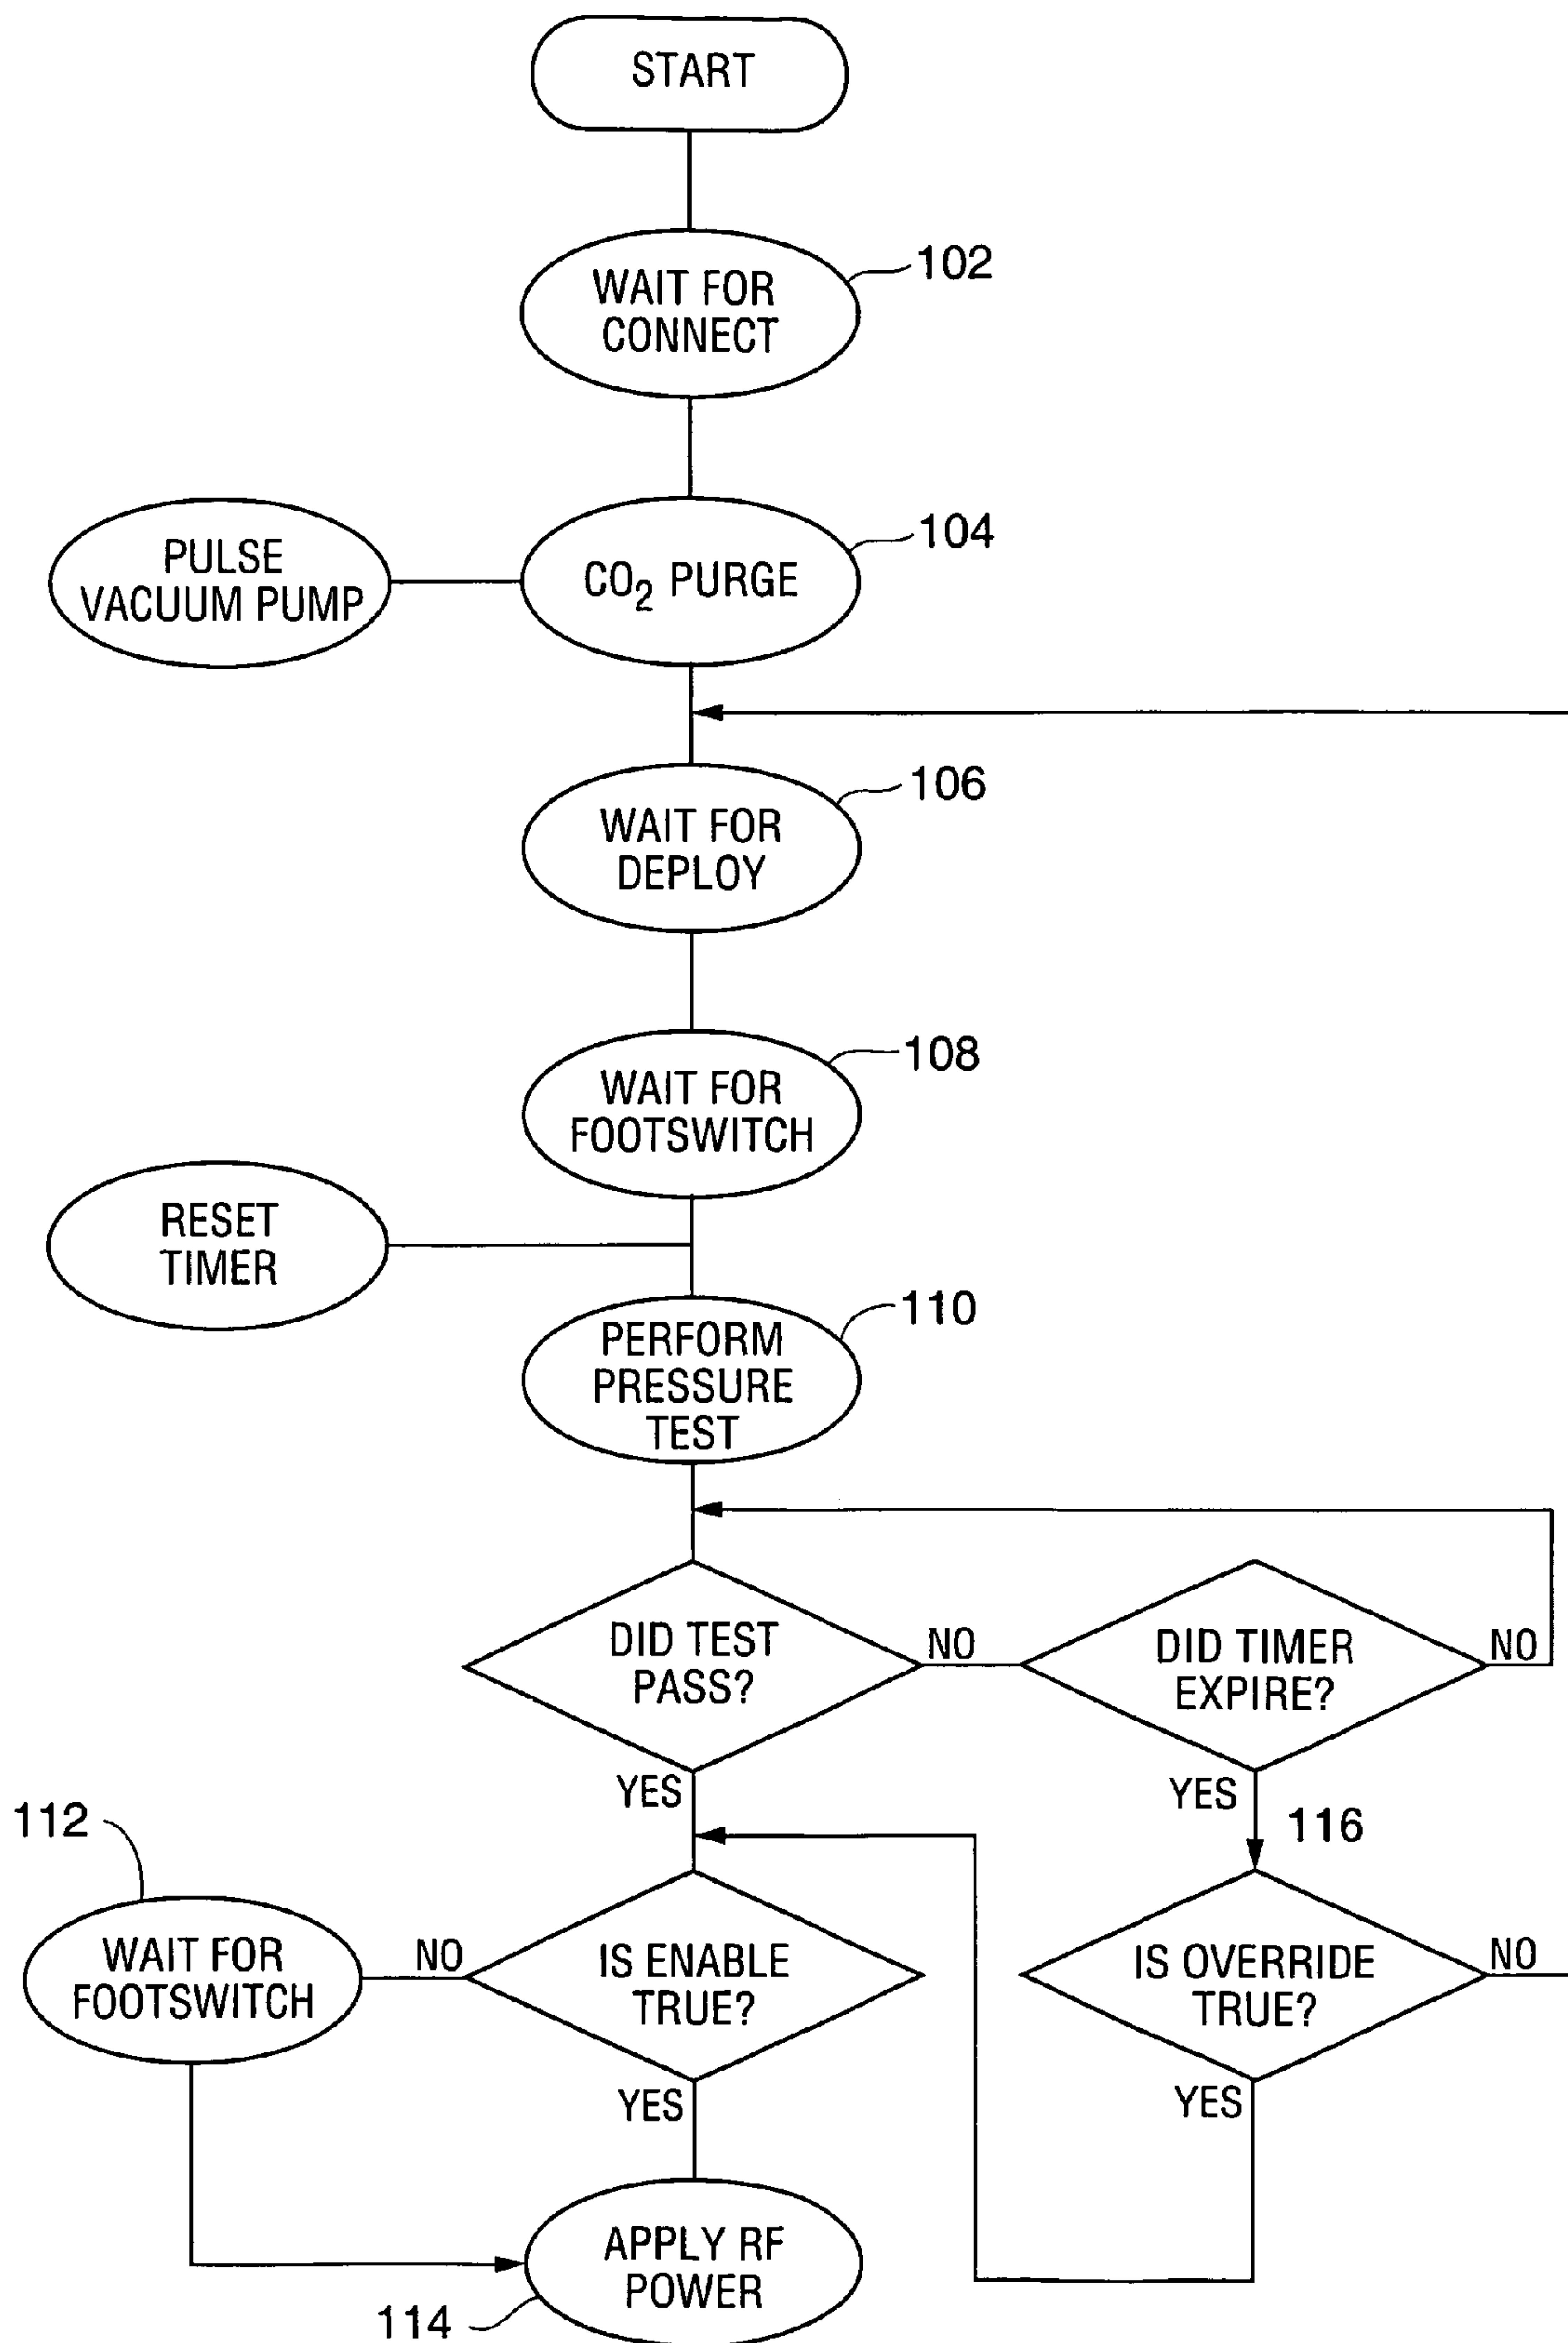 START
WAIT FOR
CONNECT
102
PULSE
VACUUM PUMP
CO₂ PURGE
104
WAIT FOR
DEPLOY
106
WAIT FOR
FOOTSWITCH
108
RESET
TIMER
PERFORM
PRESSURE
TEST
110
DID TEST
PASS?
NO
YES
DID TIMER
EXPIRE?
NO
YES
112
116
WAIT FOR
FOOTSWITCH
NO
IS ENABLE
TRUE?
YES
IS OVERRIDE
TRUE?
NO
YES
APPLY RF
POWER
114